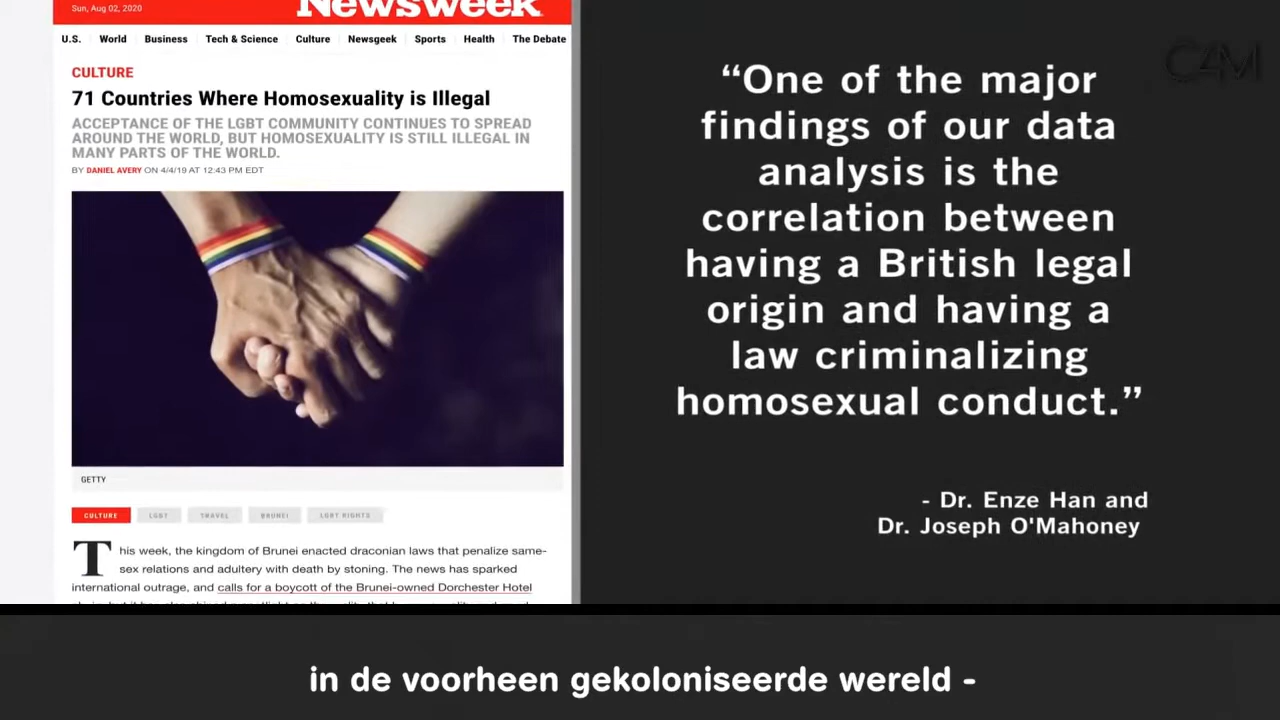 Sun, Aug 02, 2020
Newsweek
U.S. World Business Tech & Science Culture Newsgeek Sports Health The Debate
CULTURE
71 Countries Where Homosexuality is Illegal
ACCEPTANCE OF THE LGBT COMMUNITY CONTINUES TO SPREAD
AROUND THE WORLD, BUT HOMOSEXUALITY IS STILL ILLEGAL IN
MANY PARTS OF THE WORLD.
BY DANIEL AVERY ON 4/4/19 AT 12:43 PM EDT
GETTY
CULTURE LGBT TRAVEL BRUNEI LGBT RIGHTS
This week, the kingdom of Brunei enacted draconian laws that penalize same-
sex relations and adultery with death by stoning. The news has sparked
international outrage, and calls for a boycott of the Brunei-owned Dorchester Hotel
C4M
“One of the major
findings of our data
analysis is the
correlation between
having a British legal
origin and having a
law criminalizing
homosexual conduct.”
- Dr. Enze Han and
Dr. Joseph O'Mahoney
in de voorheen gekoloniseerde wereld -